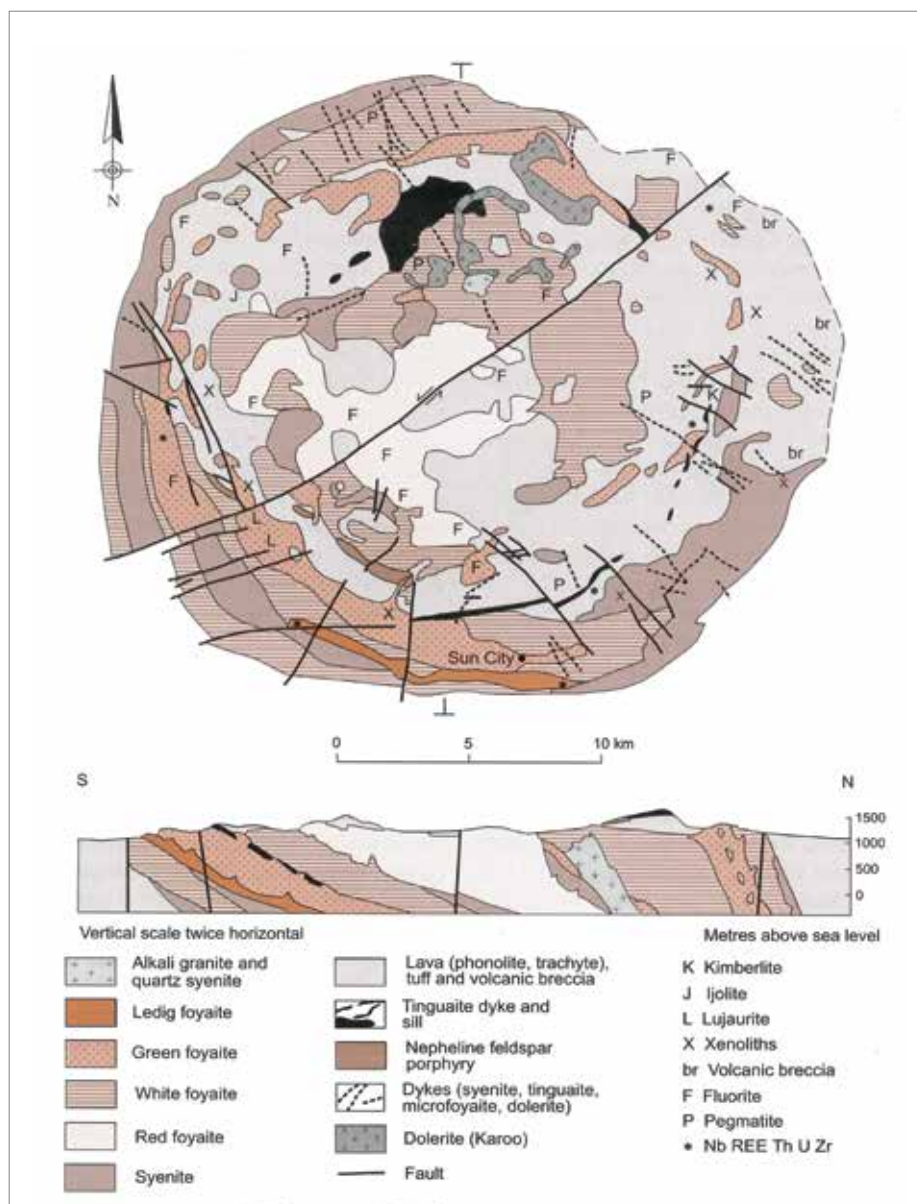 N
P
F
F
br
F
F
P
F
X
J
J
X
br
F
F
X
F
K
P
F
F
br
X
X
F
L
L
F
F
P
X
X
Sun City
0 5 10 km
S N
1500
1000
500
0
Vertical scale twice horizontal
Metres above sea level
Alkali granite and
quartz syenite
Ledig foyaite
Green foyaite
White foyaite
Red foyaite
Syenite
Lava (phonolite, trachyte),
tuff and volcanic breccia
Tinguaite dyke and
sill
Nepheline feldspar
porphyry
Dykes (syenite, tinguaite,
microfoyaite, dolerite)
Dolerite (Karoo)
Fault
K Kimberlite
J Ijolite
L Lujaurite
X Xenoliths
br Volcanic breccia
F Fluorite
P Pegmatite
• Nb REE Th U Zr